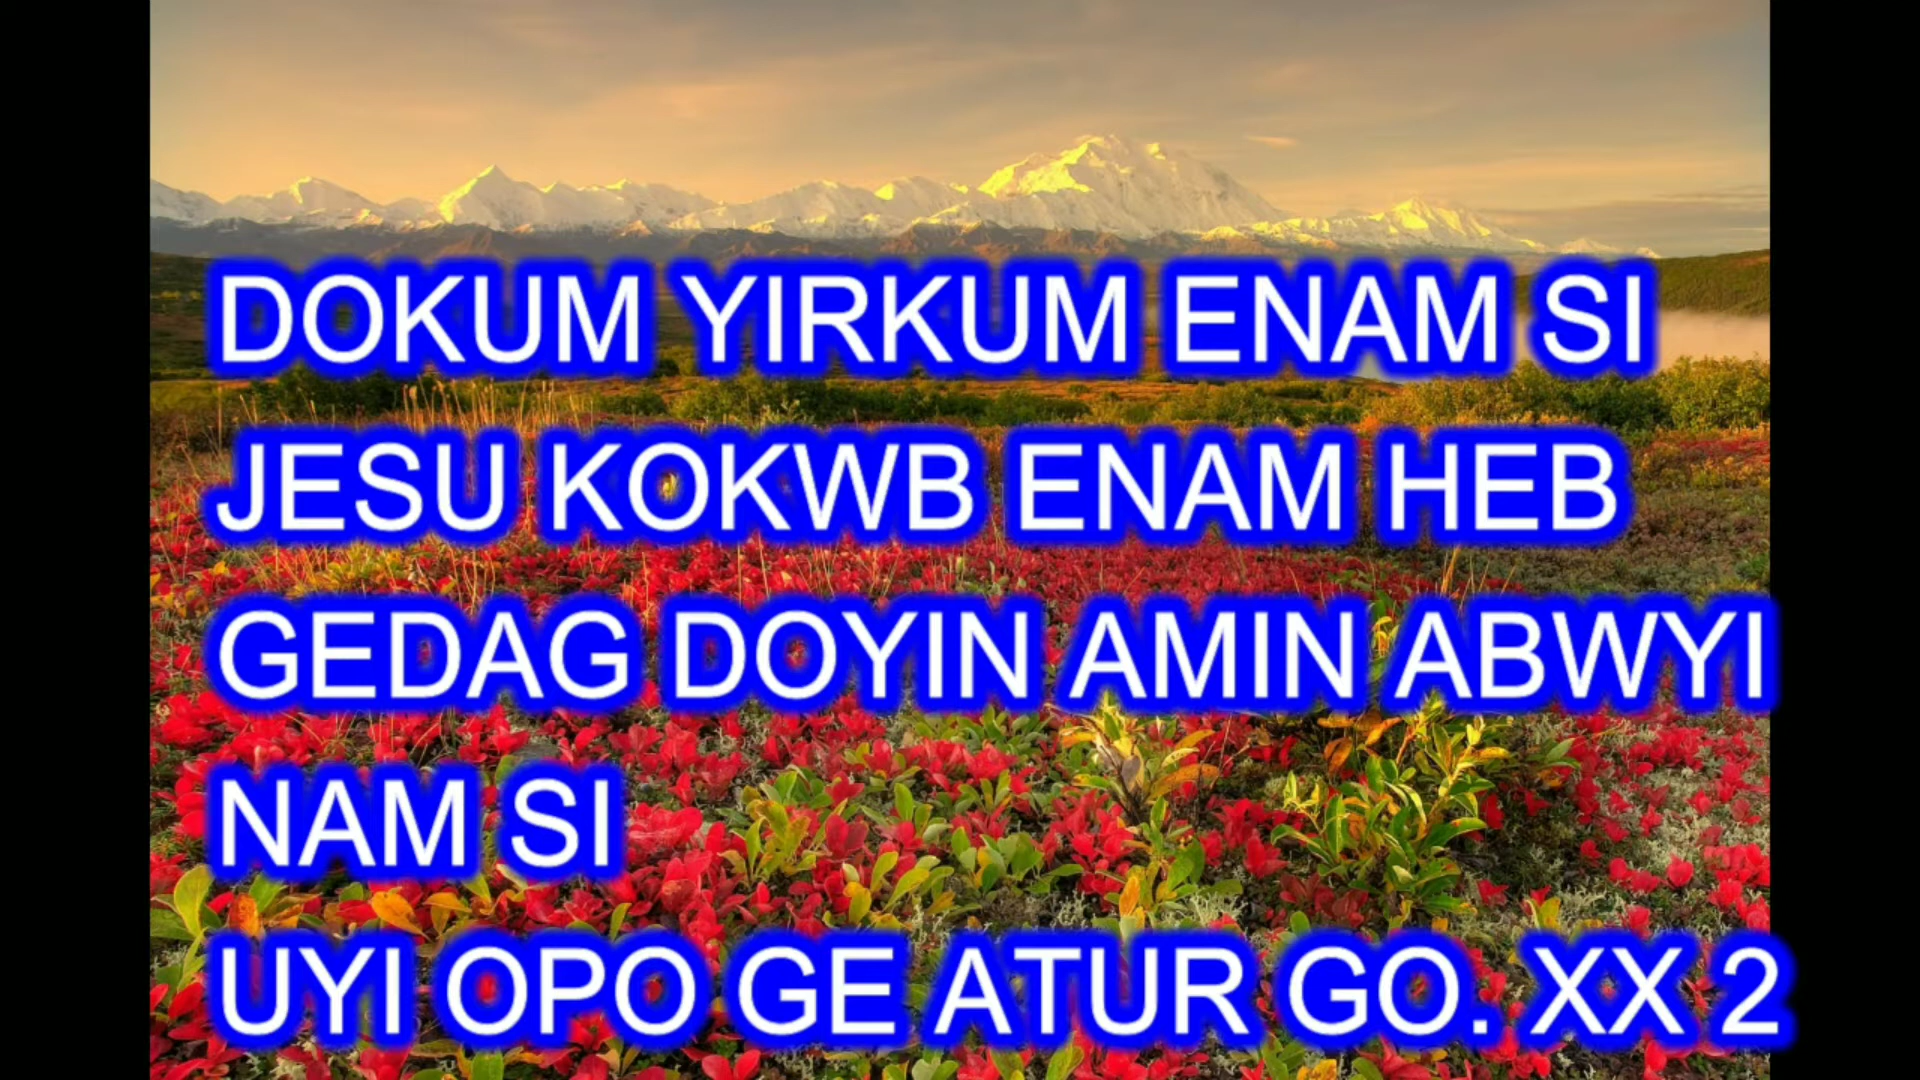 DOKUM YIRKUM ENAM SI
JESU KOKWB ENAM HEB
GEDAG DOYIN AMIN ABWYI
NAM SI
UYI OPO GE ATUR GO. XX 2